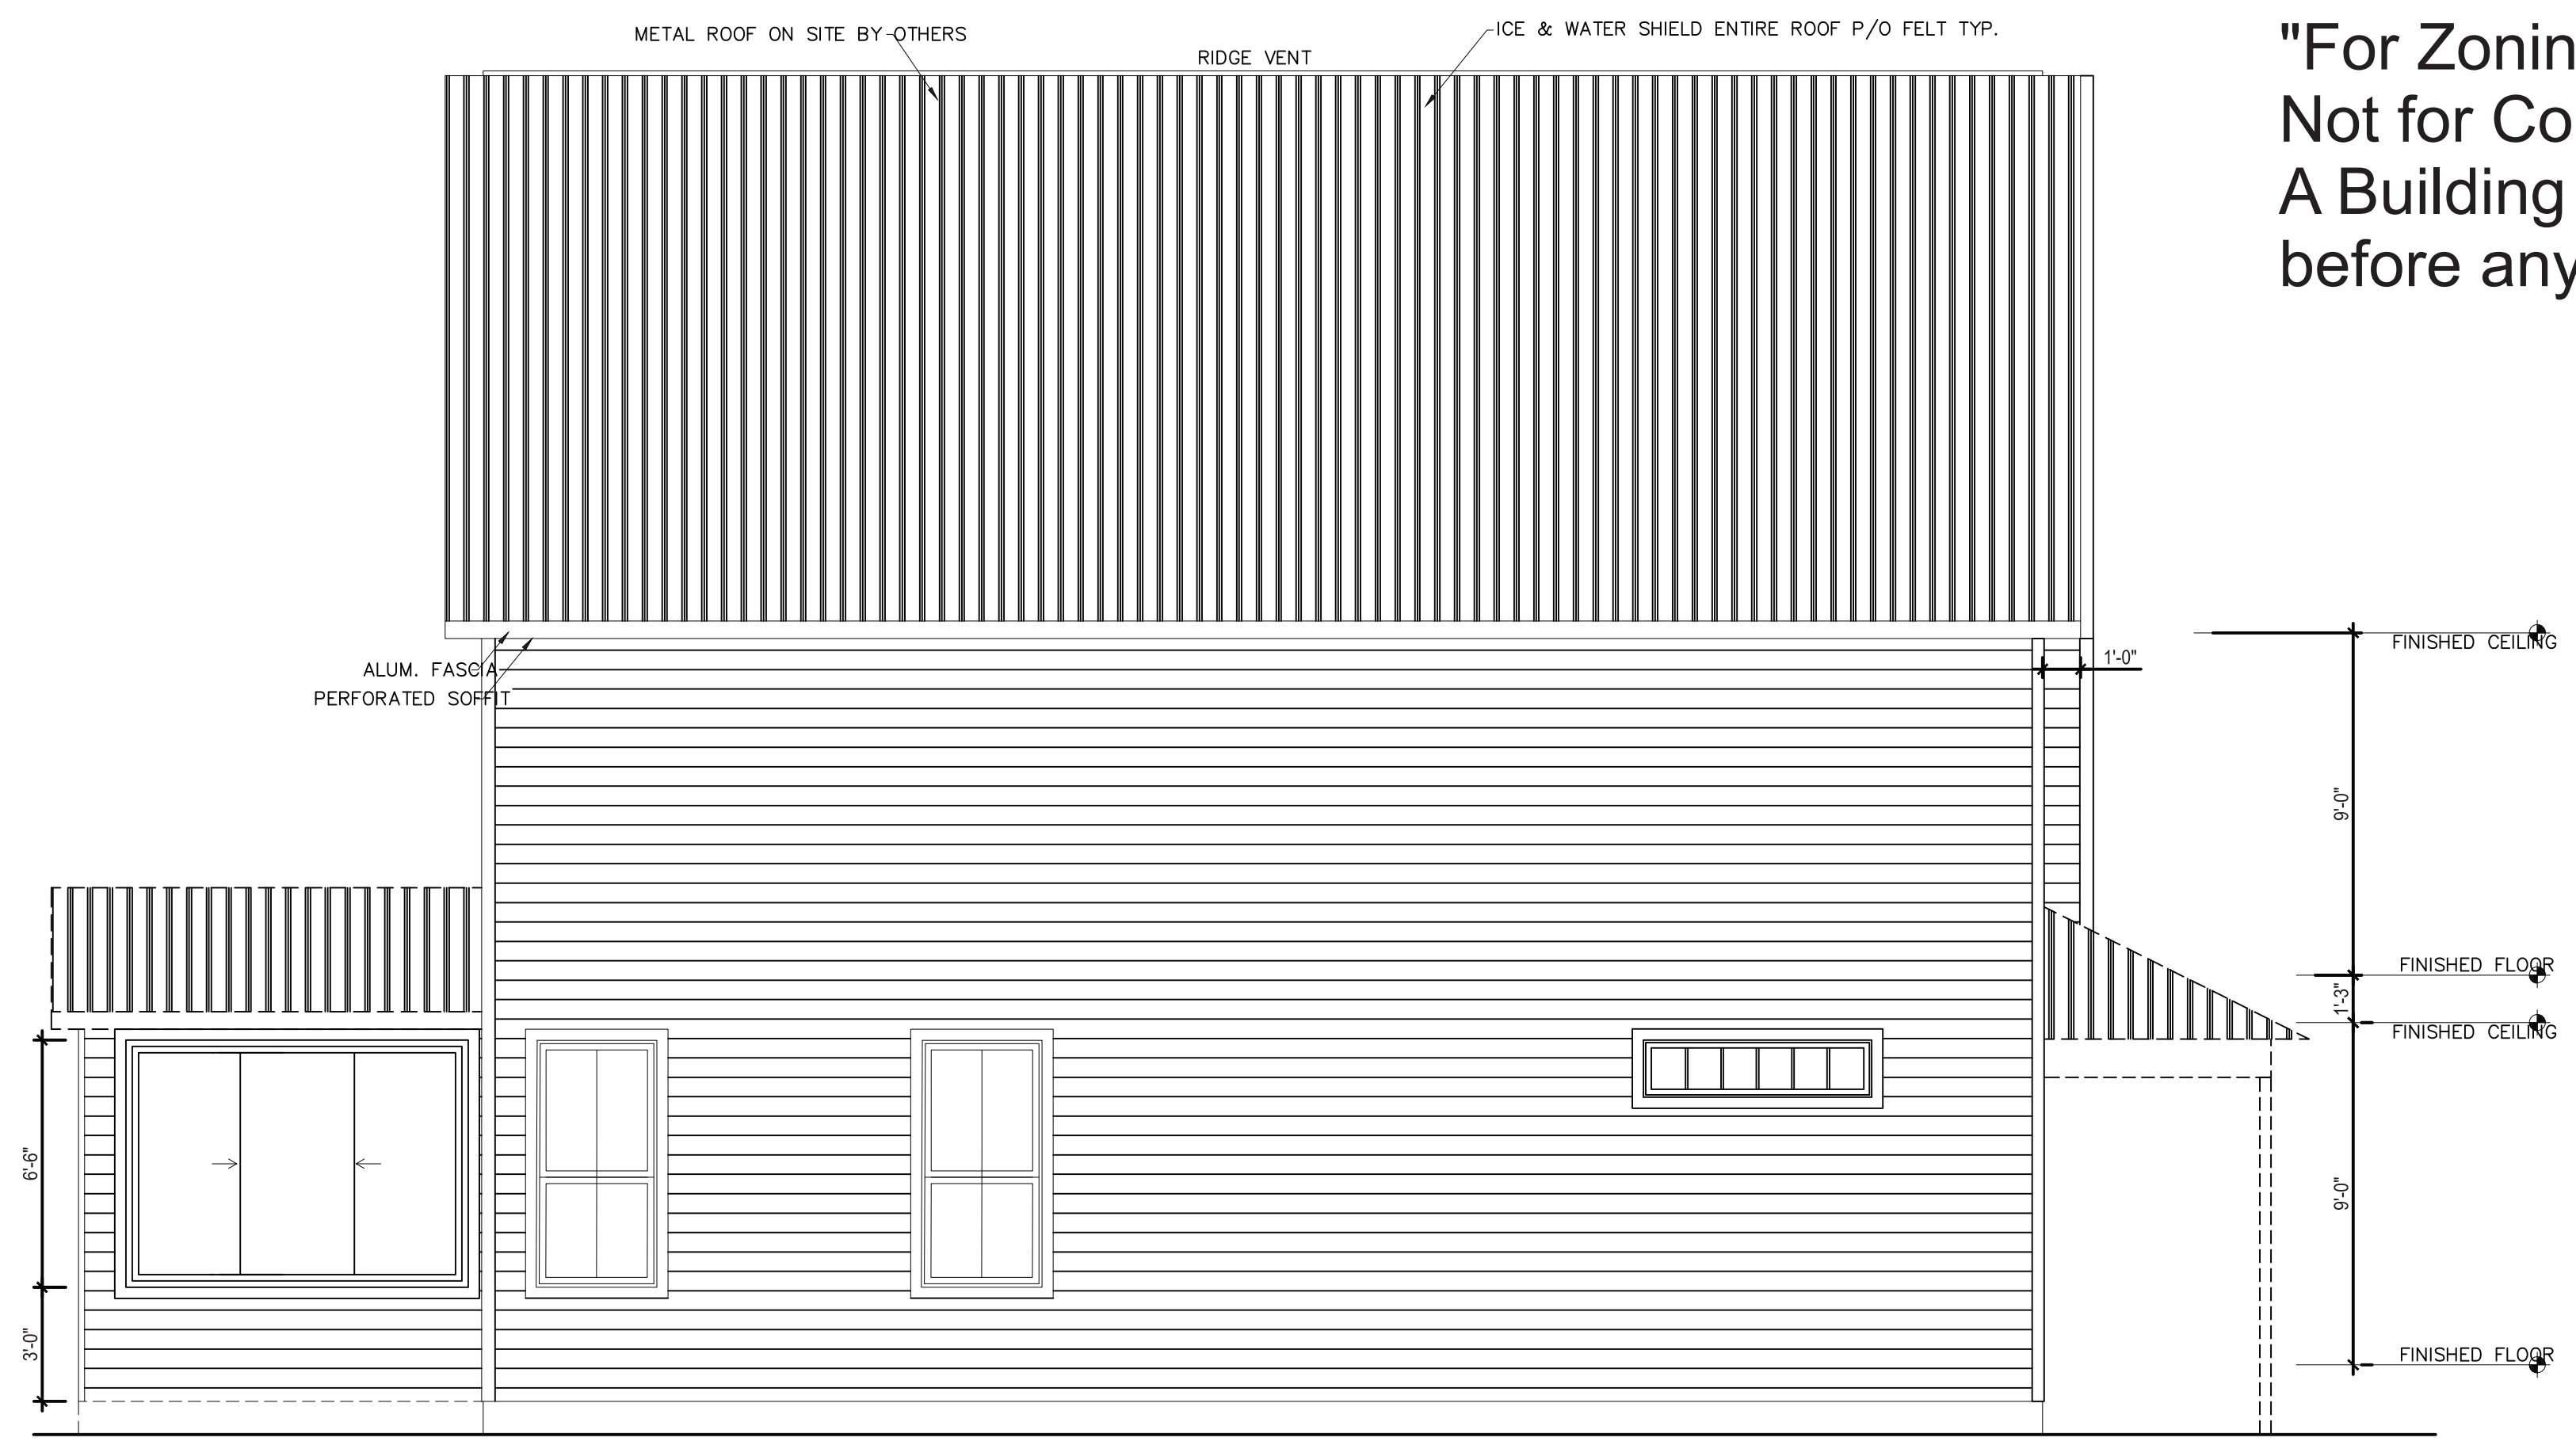 METAL ROOF ON SITE BY OTHERS
ICE & WATER SHIELD ENTIRE ROOF P/O FELT TYP.
RIDGE VENT
"For Zonin
Not for Co
A Building
before any
FINISHED CEILING
ALUM. FASCIA
PERFORATED SOFFIT
1'-0"
9'-0"
FINISHED FLOOR
1'-3"
FINISHED CEILING
6'-6"
9'-0"
3'-0"
FINISHED FLOOR